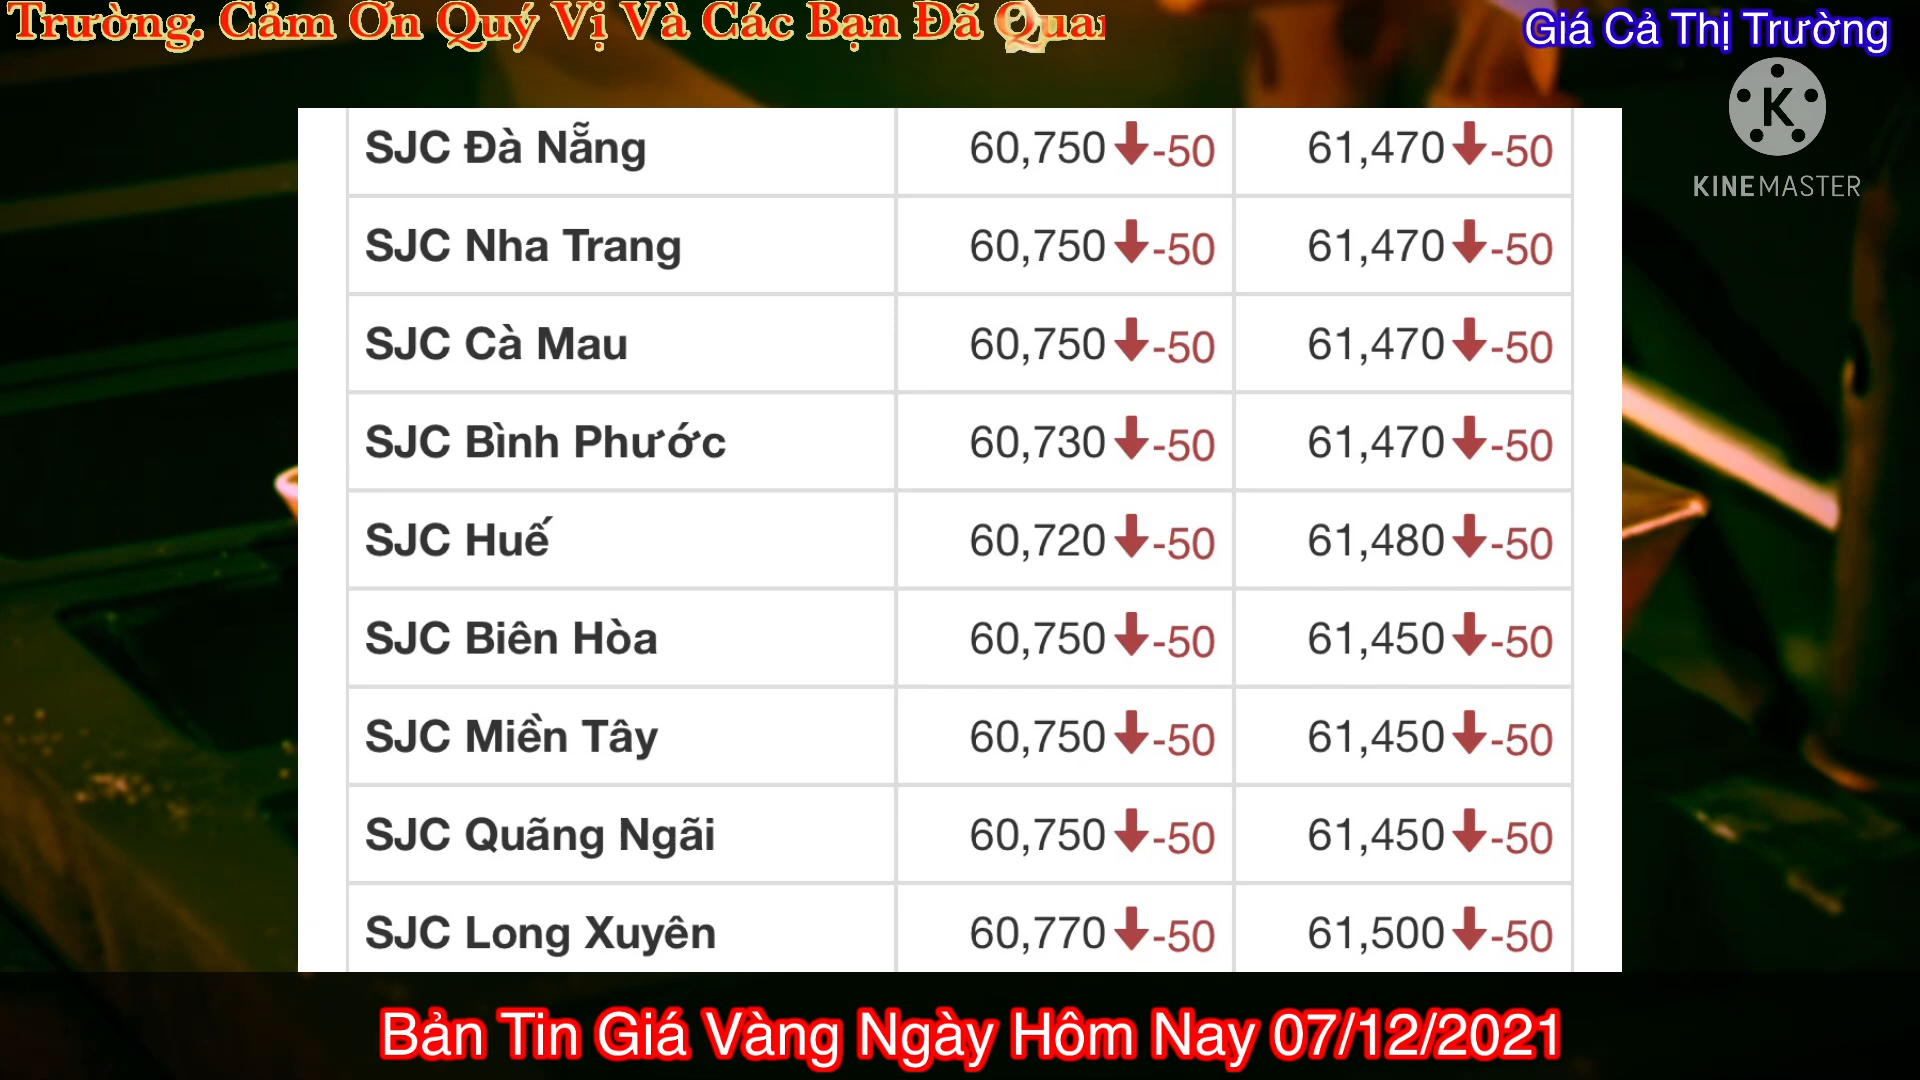 Trường. Cảm Ơn Quý Vị Và Các Bạn Đã
Giá Cả Thị Trường
K
KINEMASTER
SJC Đà Nẵng 60,750 -50 61,470 -50
SJC Nha Trang 60,750 -50 61,470 -50
SJC Cà Mau 60,750 -50 61,470 -50
SJC Bình Phước 60,730 -50 61,470 -50
SJC Huế 60,720 -50 61,480 -50
SJC Biên Hòa 60,750 -50 61,450 -50
SJC Miền Tây 60,750 -50 61,450 -50
SJC Quãng Ngãi 60,750 -50 61,450 -50
SJC Long Xuyên 60,770 -50 61,500 -50
Bản Tin Giá Vàng Ngày Hôm Nay 07/12/2021